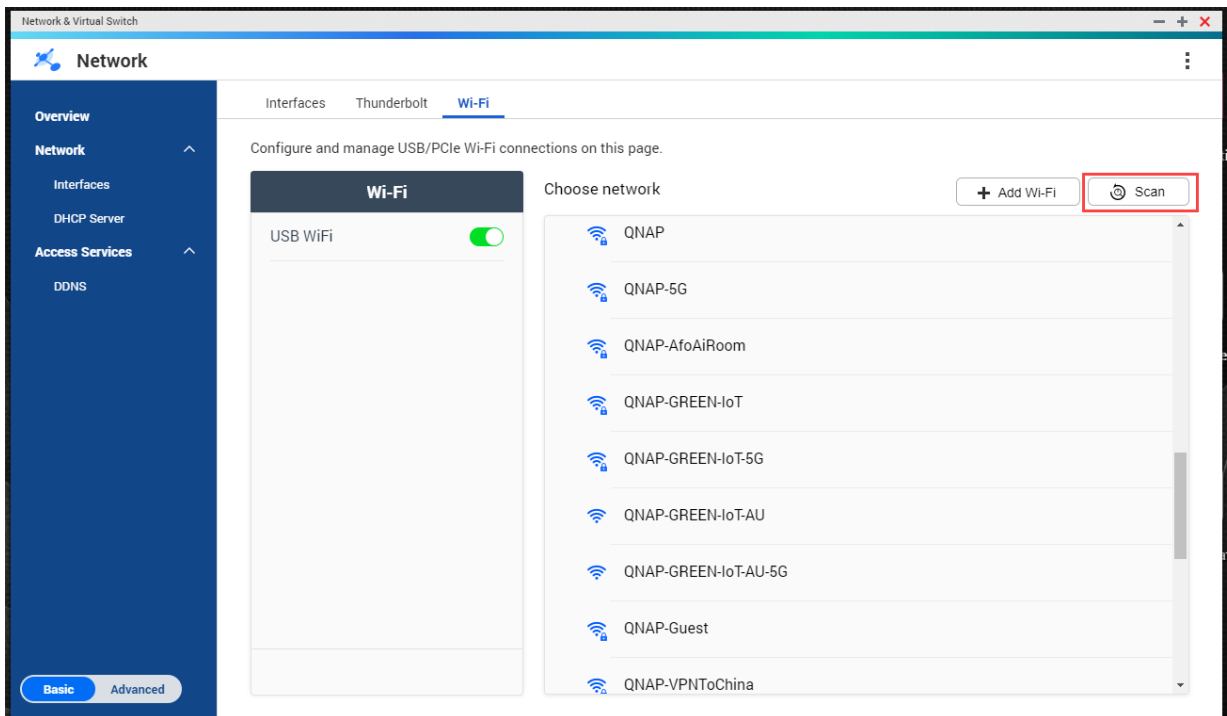 Network & Virtual Switch
Network
Overview
Network
Interfaces
DHCP Server
Access Services
DDNS
Basic Advanced
Interfaces Thunderbolt Wi-Fi
Configure and manage USB/PCIe Wi-Fi connections on this page.
Wi-Fi
USB WiFi
Choose network
Add Wi-Fi
Scan
QNAP
QNAP-5G
QNAP-AfoAiRoom
QNAP-GREEN-IoT
QNAP-GREEN-IoT-5G
QNAP-GREEN-IoT-AU
QNAP-GREEN-IoT-AU-5G
QNAP-Guest
QNAP-VPNToChina